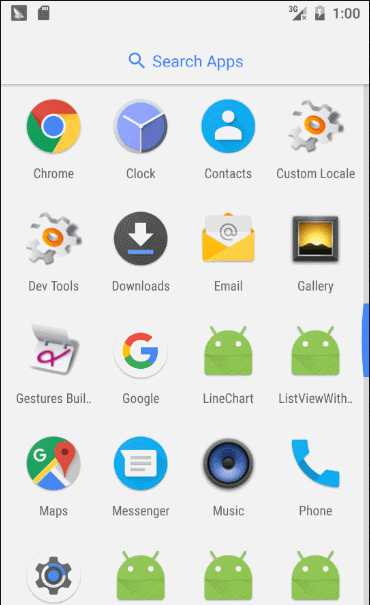 3G 1:00
Search Apps
Chrome Clock Contacts Custom Locale
Dev Tools Downloads Email Gallery
Gestures Buil.. Google LineChart ListViewWith..
Maps Messenger Music Phone